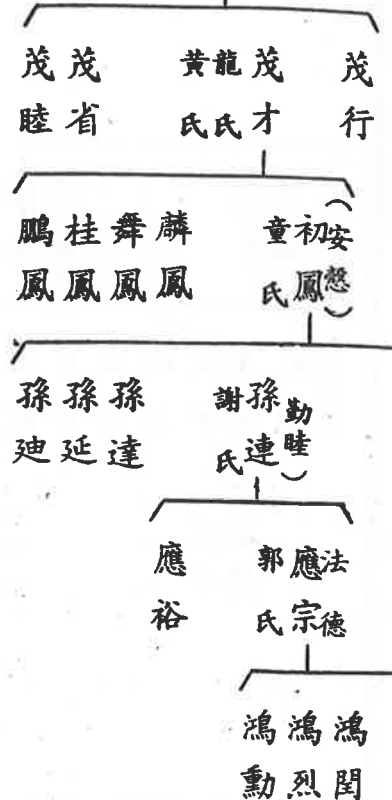 茂行
茂才
龍氏
黃氏
茂省
茂睦
初鳳
(安慤)
童氏
麟鳳
舞鳳
桂鳳
鵬鳳
孫連
勤睦)
謝氏
孫達
孫延
孫迪
應宗
法德
郭氏
應裕
鴻閏
鴻烈
鴻勳